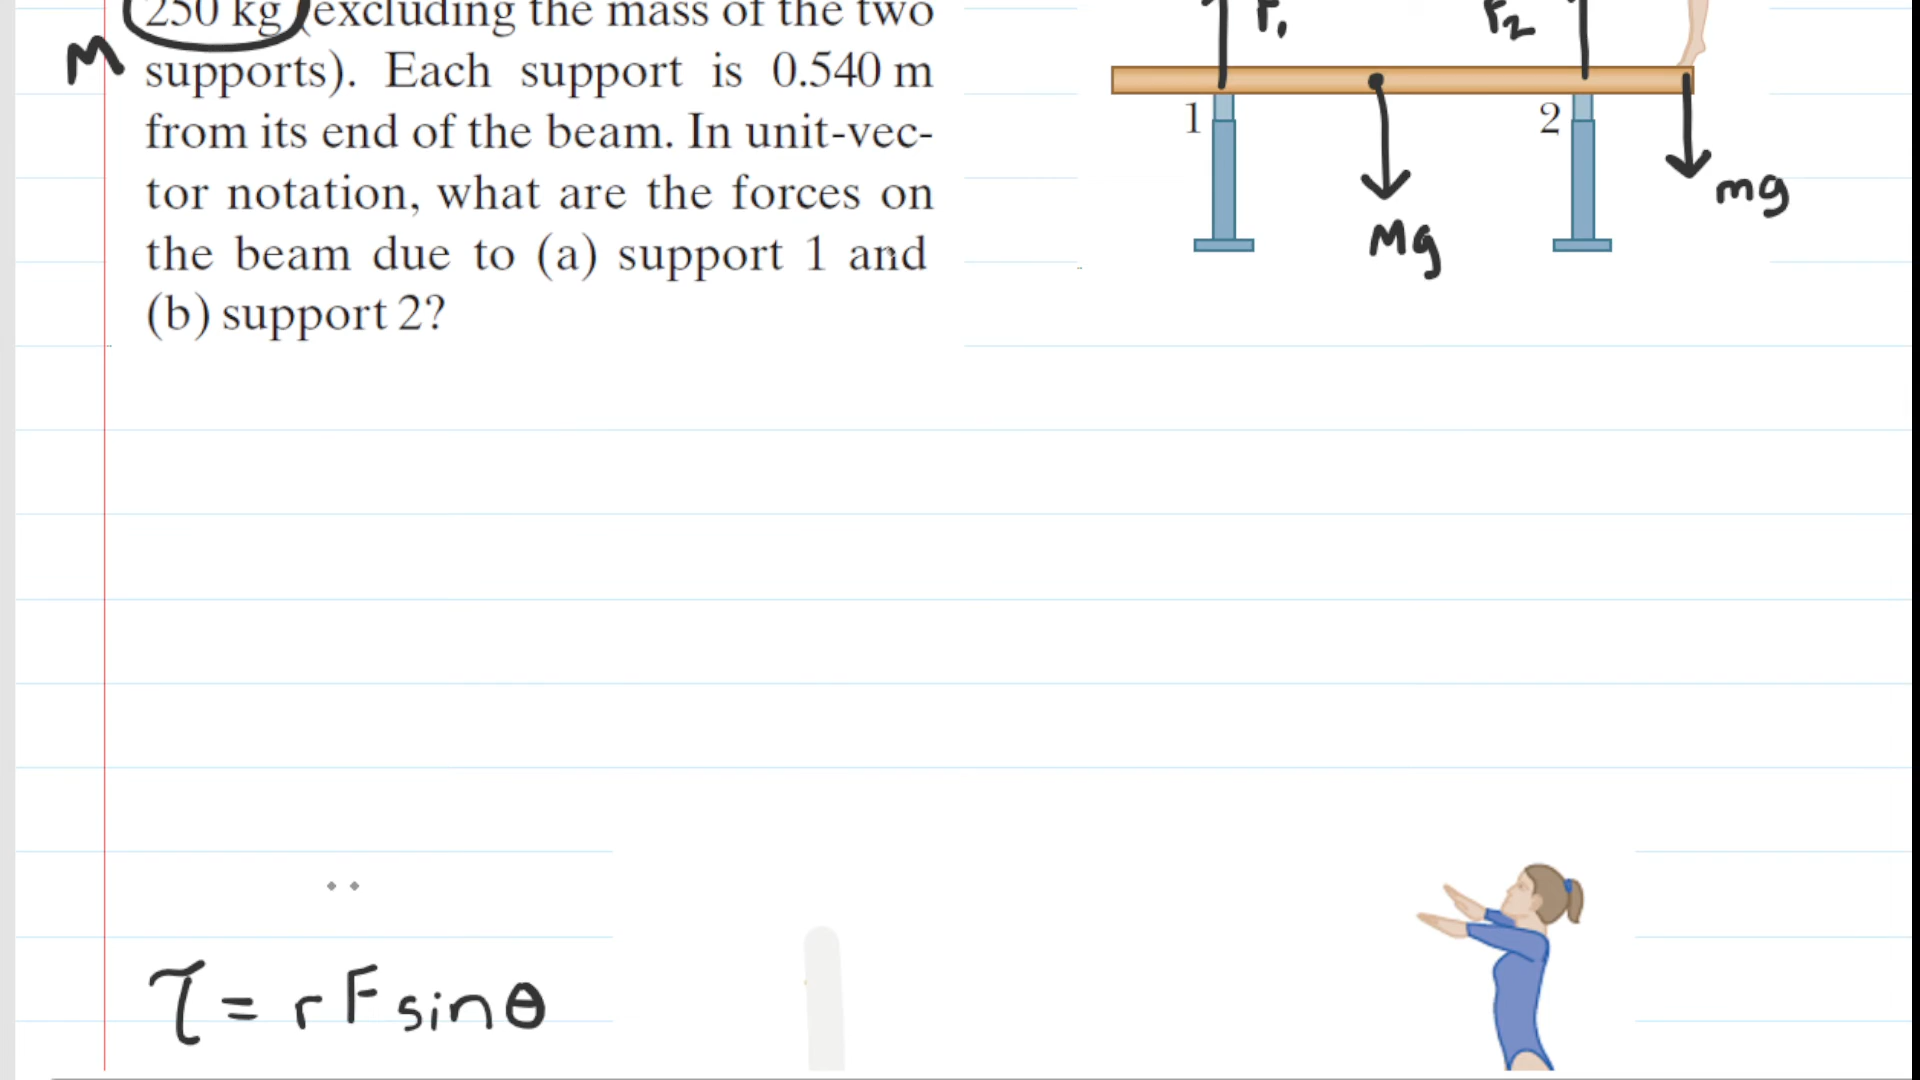 250 kg (excluding the mass of the two
M supports). Each support is 0.540 m
from its end of the beam. In unit-vec-
tor notation, what are the forces on
the beam due to (a) support 1 and
(b) support 2?
F₁ F₂
1 2
mg
Mg
τ = r F sin θ